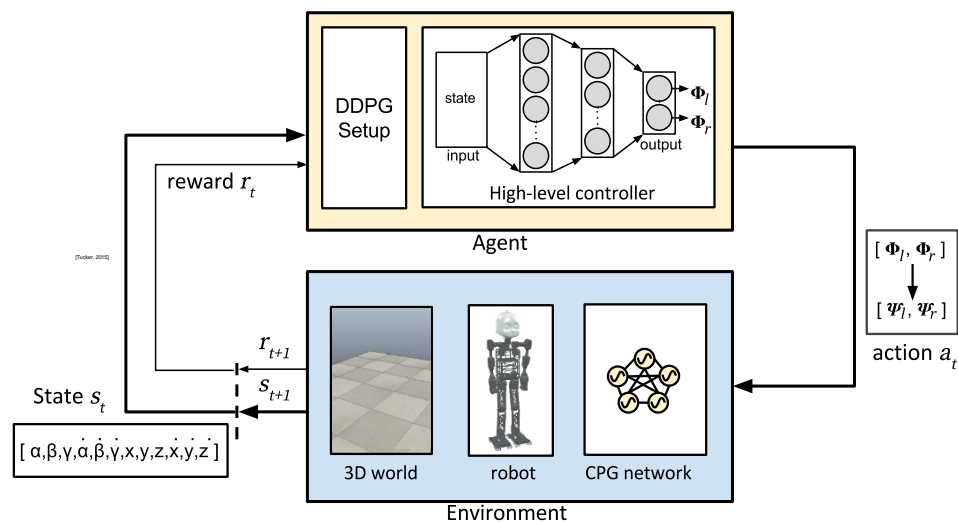 DDPG
Setup
state
input
Φl
Φr
output
High-level controller
Agent
reward rt
[Tucker, 2015]
[ Φl, Φr ]
[ Ψl, Ψr ]
action at
rt+1
st+1
State st
[ α,β,γ,α̇,β̇,γ̇,x,y,z,ẋ,ẏ,ż ]
3D world
robot
CPG network
Environment